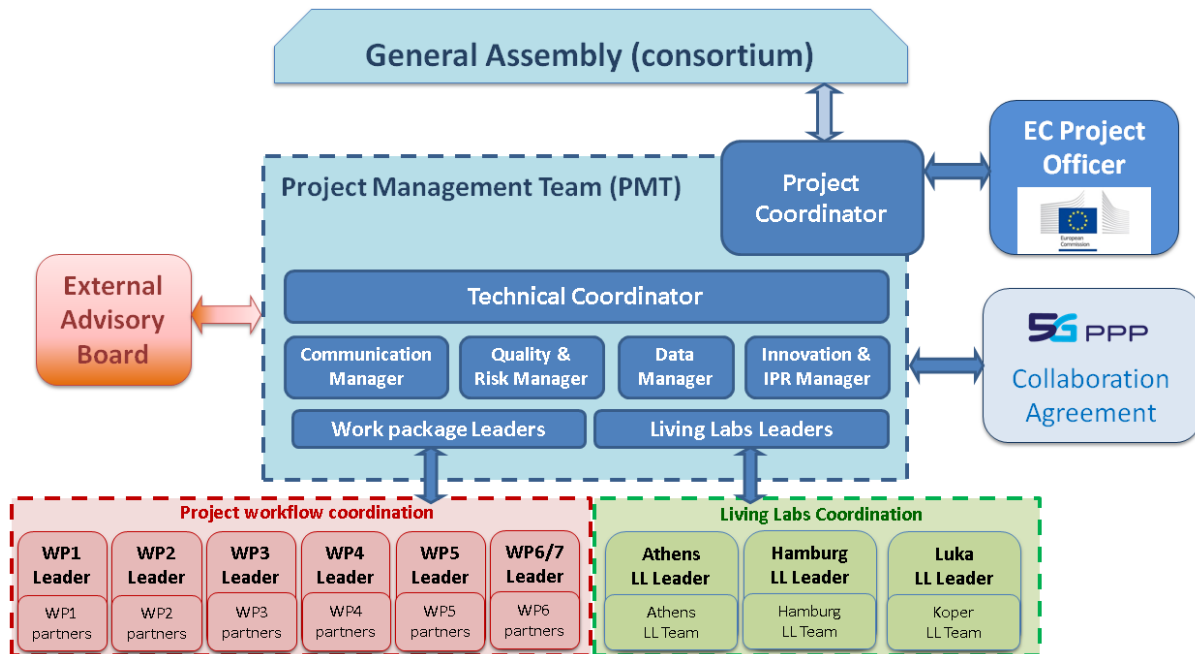 General Assembly (consortium)
EC Project
Officer
European
Commission
Project Management Team (PMT)
Project
Coordinator
External
Advisory
Board
Technical Coordinator
Communication
Manager
Quality &
Risk Manager
Data
Manager
Innovation &
IPR Manager
5G PPP
Collaboration
Agreement
Work package Leaders
Living Labs Leaders
Project workflow coordination
WP1
Leader
WP2
Leader
WP3
Leader
WP4
Leader
WP5
Leader
WP6/7
Leader
WP1
partners
WP2
partners
WP3
partners
WP4
partners
WP5
partners
WP6
partners
Living Labs Coordination
Athens
LL Leader
Hamburg
LL Leader
Luka
LL Leader
Athens
LL Team
Hamburg
LL Team
Koper
LL Team